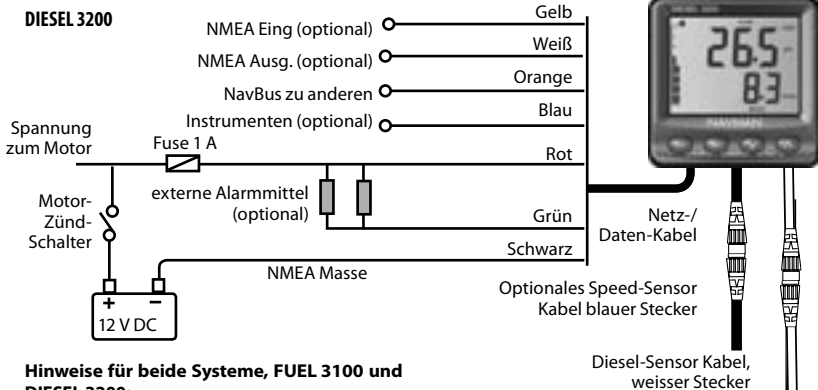 DIESEL 3200
NMEA Eing (optional)
Gelb
NMEA Ausg. (optional)
Weiß
NavBus zu anderen
Orange
Instrumenten (optional)
Blau
Spannung
zum Motor
Fuse 1 A
Rot
externe Alarmmittel
(optional)
Grün
Motor-
Zünd-
Schalter
Schwarz
NMEA Masse
+ –
12 V DC
26.5
8.3
NAVMAN
Netz-/
Daten-Kabel
Optionales Speed-Sensor
Kabel blauer Stecker
Diesel-Sensor Kabel,
weisser Stecker
Hinweise für beide Systeme, FUEL 3100 und
DIESEL 3200: